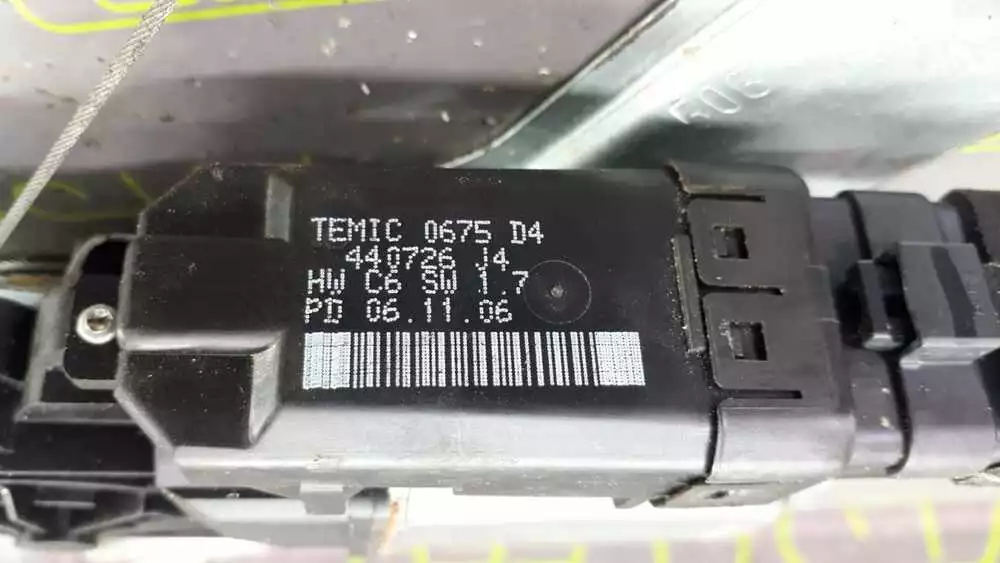 TEMIC 0675 D4
440726 J4
HW C6 SW 1.7
PD 06.11.06